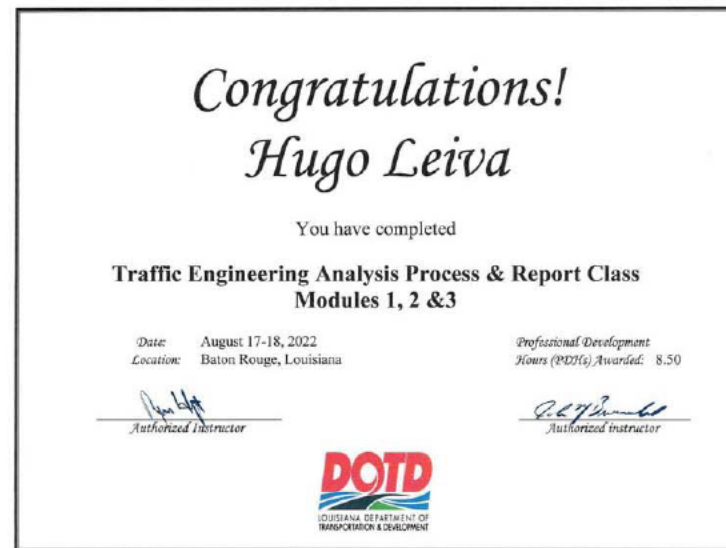 Congratulations!
Hugo Leiva
You have completed
Traffic Engineering Analysis Process & Report Class
Modules 1, 2 &3
Date: August 17-18, 2022
Location: Baton Rouge, Louisiana
Professional Development
Hours (PDHs) Awarded: 8.50
Authorized Instructor
Authorized instructor
DOTD
LOUISIANA DEPARTMENT OF
TRANSPORTATION & DEVELOPMENT